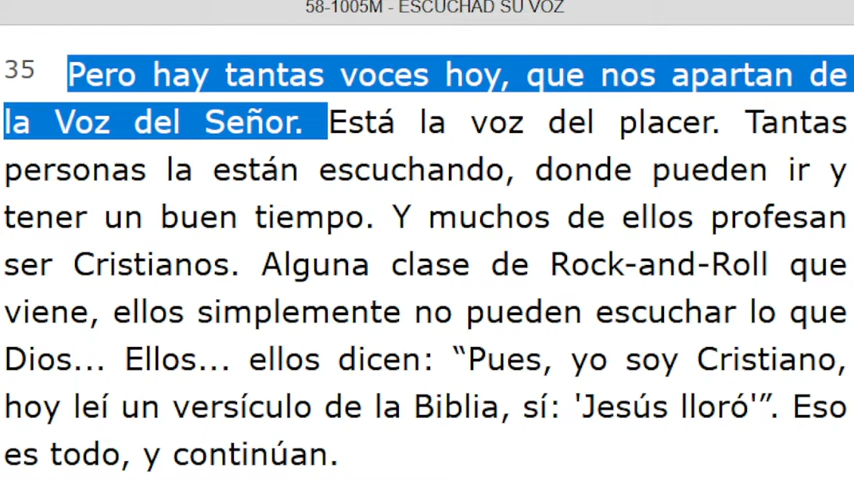 58-1005M - ESCUCHAD SU VOZ
35 Pero hay tantas voces hoy, que nos apartan de
la Voz del Señor. Está la voz del placer. Tantas
personas la están escuchando, donde pueden ir y
tener un buen tiempo. Y muchos de ellos profesan
ser Cristianos. Alguna clase de Rock-and-Roll que
viene, ellos simplemente no pueden escuchar lo que
Dios... Ellos... ellos dicen: “Pues, yo soy Cristiano,
hoy leí un versículo de la Biblia, sí: 'Jesús lloró'”. Eso
es todo, y continúan.